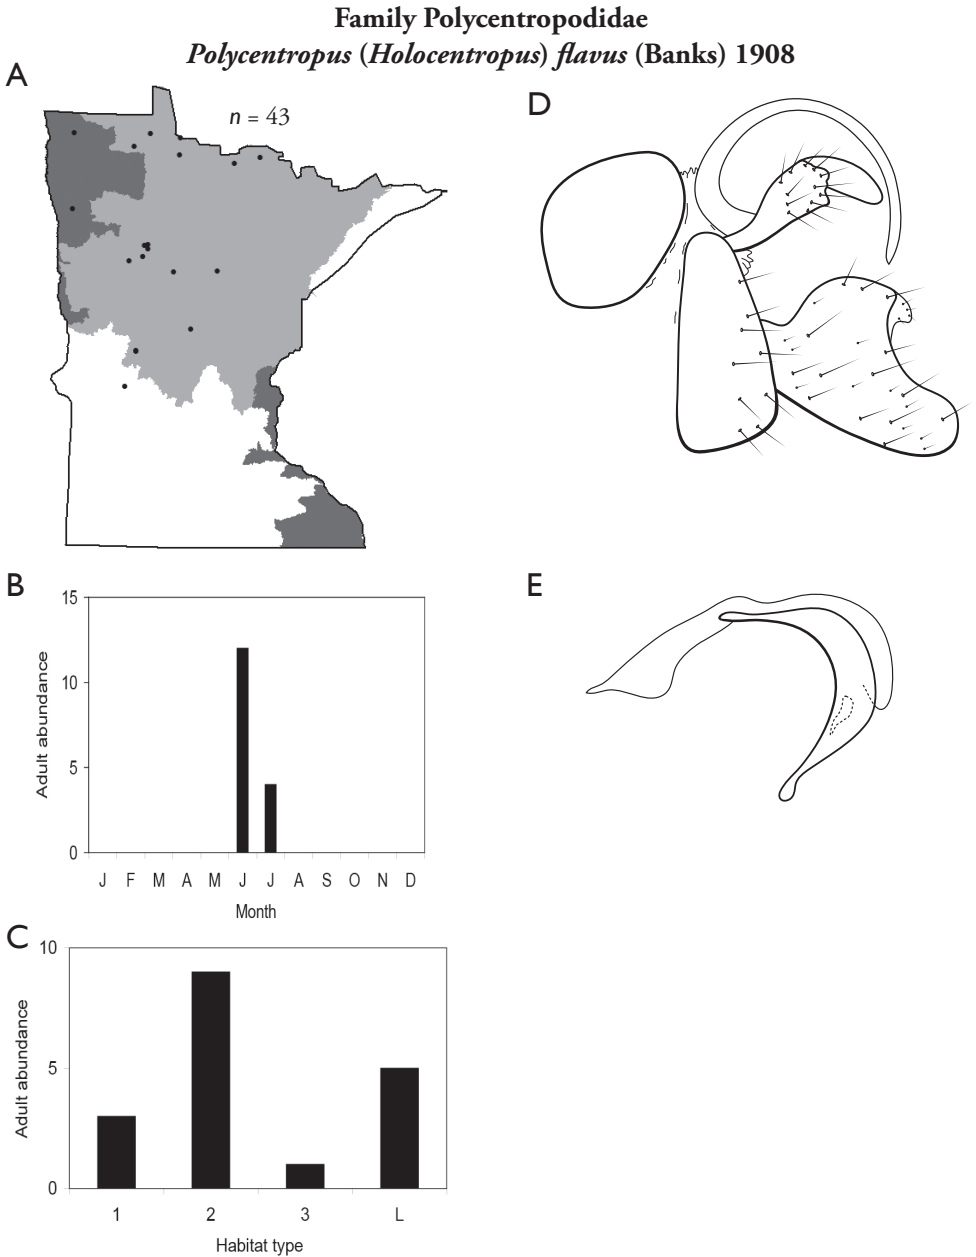 Family Polycentropodidae
Polycentropus (Holocentropus) flavus (Banks) 1908
A
n = 43
D
B
15
10
5
0
Adult abundance
J F M A M J J A S O N D
Month
E
C
10
5
0
Adult abundance
1 2 3 L
Habitat type